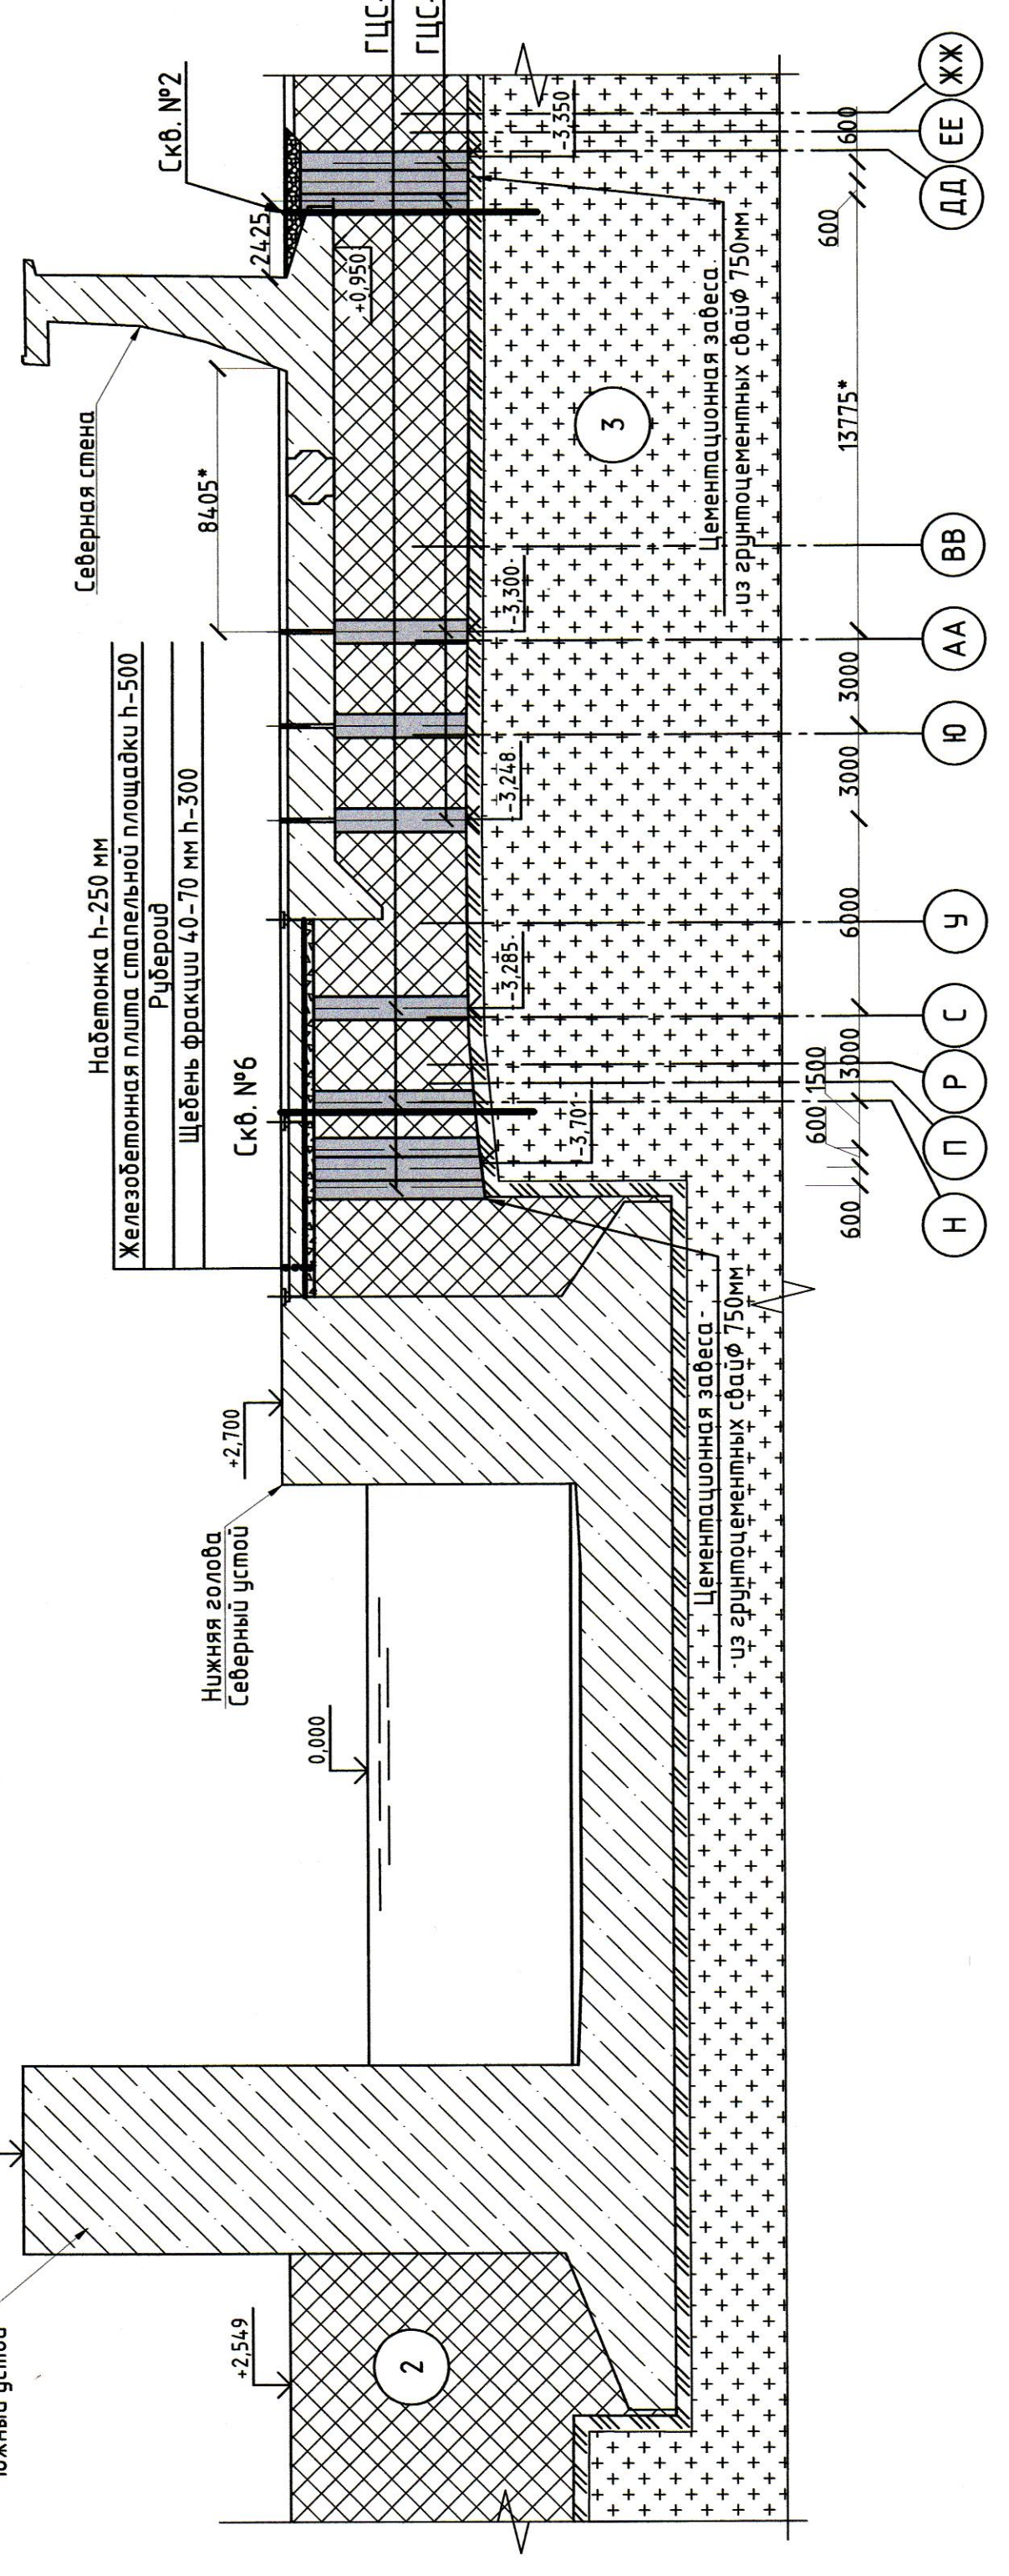 ГЦС-
ГЦС-
Скв. №2
2425
+0,950
-3,350
Северная стена
8405*
Набетонка h-250 мм
Железобетонная плита стапельной площадки h-500
Рубероид
Щебень фракции 40-70 мм h-300
Скв. №6
Цементационная завеса
из грунтоцементных свай Ф 750мм
3
-3,300
-3,248
-3,285
-3,701
Нижняя голова
Северный устой
+2,700
0,000
Цементационная завеса
из грунтоцементных свай Ф 750мм
+2,549
2
600
600
1500
3000
6000
3000
3000
13775*
600
600
Н
П
Р
С
У
Ю
АА
ВВ
ДД
ЕЕ
ЖЖ